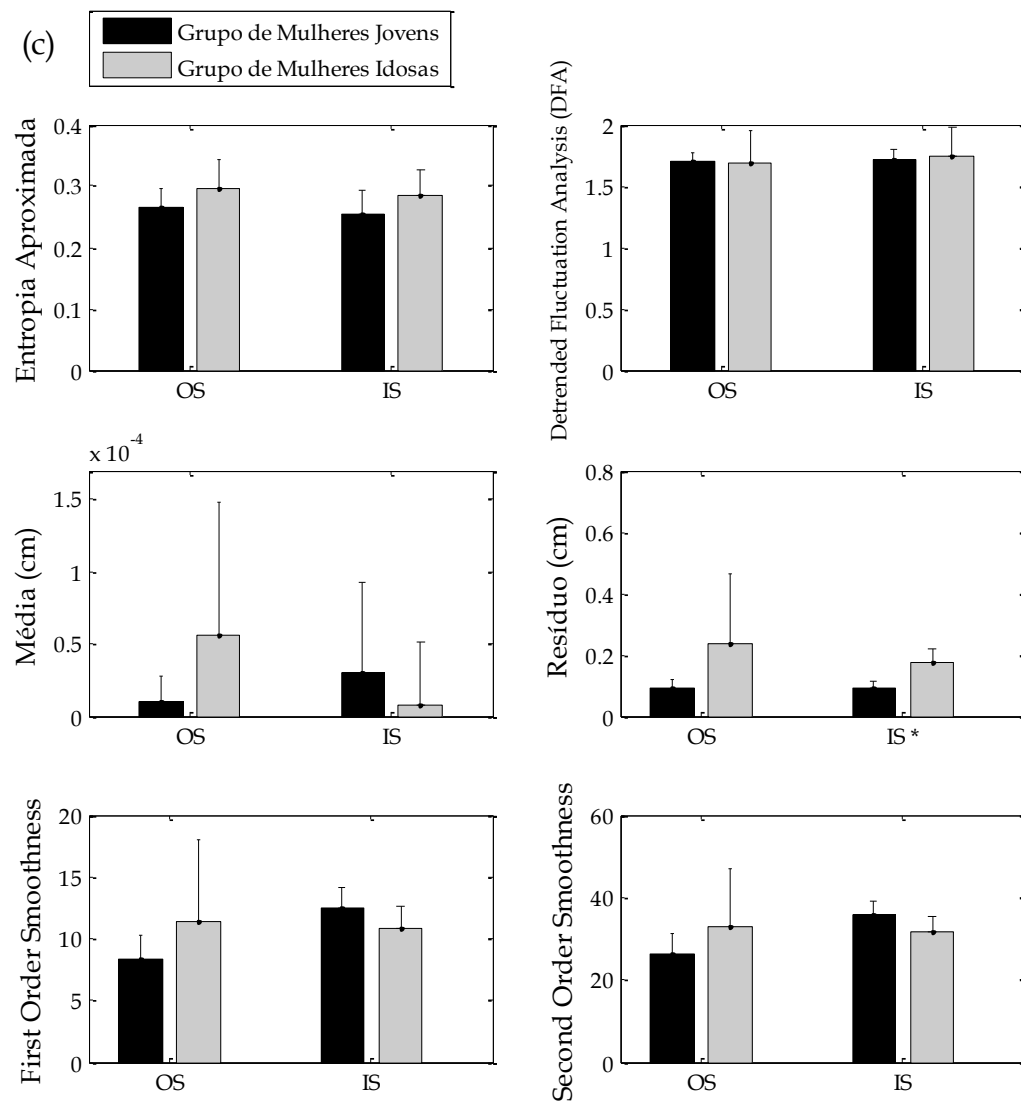 (c)
Grupo de Mulheres Jovens
Grupo de Mulheres Idosas
Entropia Aproximada
0.4
0.3
0.2
0.1
0
OS
IS
Detrended Fluctuation Analysis (DFA)
2
1.5
1
0.5
0
OS
IS
x 10^-4
Média (cm)
1.5
1
0.5
0
OS
IS
Resíduo (cm)
0.8
0.6
0.4
0.2
0
OS
IS *
First Order Smoothness
20
15
10
5
0
OS
IS
Second Order Smoothness
60
40
20
0
OS
IS